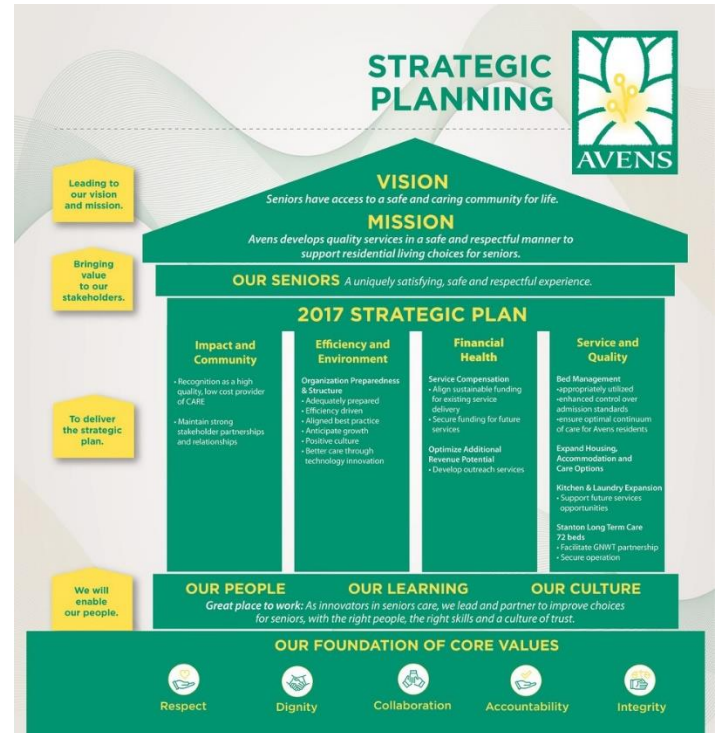 STRATEGIC
PLANNING
AVENS
Leading to
our vision
and mission.
VISION
Seniors have access to a safe and caring community for life.
MISSION
Avens develops quality services in a safe and respectful manner to
support residential living choices for seniors.
Bringing
value
to our
stakeholders.
OUR SENIORS A uniquely satisfying, safe and respectful experience.
2017 STRATEGIC PLAN
To deliver
the strategic
plan.
Impact and
Community
• Recognition as a high
quality, low cost provider
of CARE
• Maintain strong
stakeholder partnerships
and relationships
Efficiency and
Environment
Organization Preparedness
& Structure
• Adequately prepared
• Efficiency driven
• Aligned best practice
• Anticipate growth
• Positive culture
• Better care through
technology innovation
Financial
Health
Service Compensation
• Align sustainable funding
for existing service
delivery
• Secure funding for future
services
Optimize Additional
Revenue Potential
• Develop outreach services
Service and
Quality
Bed Management
•appropriately utilized
•enhanced control over
admission standards
•ensure optimal continuum
of care for Avens residents
Expand Housing,
Accommodation and
Care Options
Kitchen & Laundry Expansion
• Support future services
opportunities
Stanton Long Term Care
72 beds
• Facilitate GNWT partnership
• Secure operation
We will
enable
our people.
OUR PEOPLE OUR LEARNING OUR CULTURE
Great place to work: As innovators in seniors care, we lead and partner to improve choices
for seniors, with the right people, the right skills and a culture of trust.
OUR FOUNDATION OF CORE VALUES
Respect Dignity Collaboration Accountability Integrity